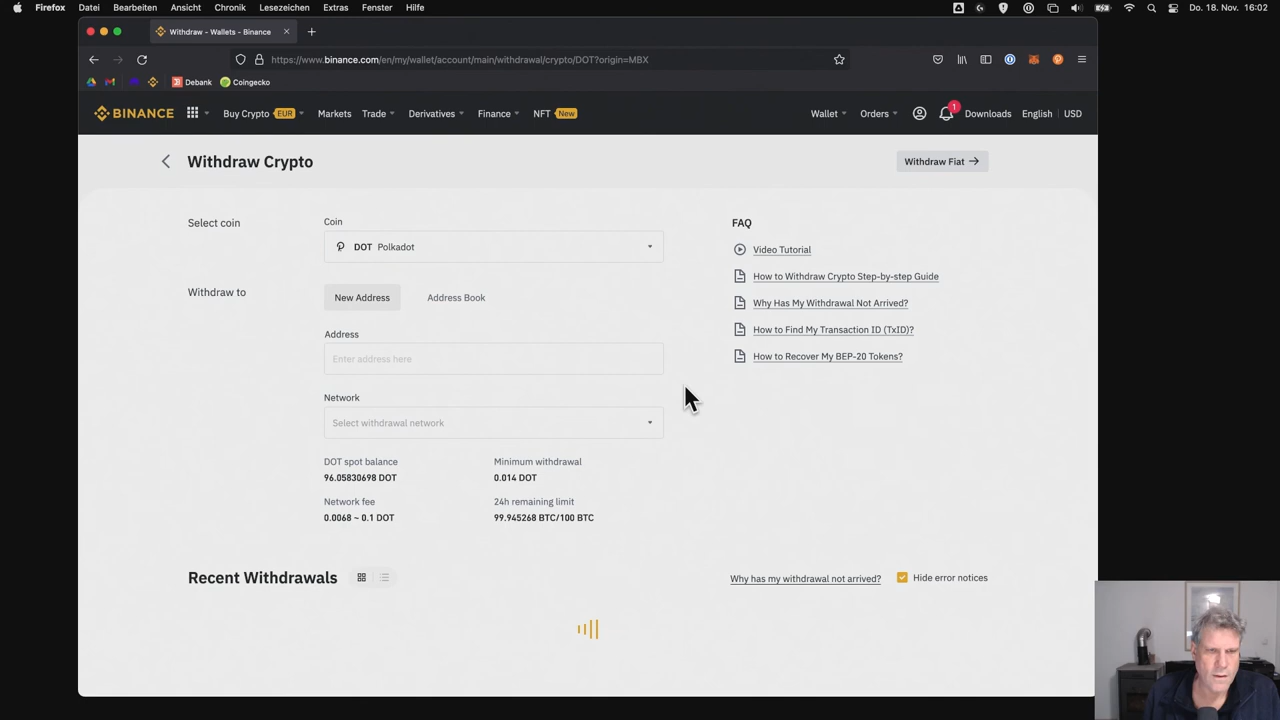 Firefox Datei Bearbeiten Ansicht Chronik Lesezeichen Extras Fenster Hilfe Do. 18. Nov. 16:02
Withdraw - Wallets - Binance
https://www.binance.com/en/my/wallet/account/main/withdrawal/crypto/DOT?origin=MBX
Debank Coingecko
BINANCE Buy Crypto EUR Markets Trade Derivatives Finance NFT New Wallet Orders 1 Downloads English USD
Withdraw Crypto
Withdraw Fiat
Select coin
Coin
DOT Polkadot
Withdraw to
New Address Address Book
Address
Enter address here
Network
Select withdrawal network
DOT spot balance Minimum withdrawal
96.05830698 DOT 0.014 DOT
Network fee 24h remaining limit
0.0068 ~ 0.1 DOT 99.945268 BTC/100 BTC
FAQ
Video Tutorial
How to Withdraw Crypto Step-by-step Guide
Why Has My Withdrawal Not Arrived?
How to Find My Transaction ID (TxID)?
How to Recover My BEP-20 Tokens?
Recent Withdrawals
Why has my withdrawal not arrived? Hide error notices